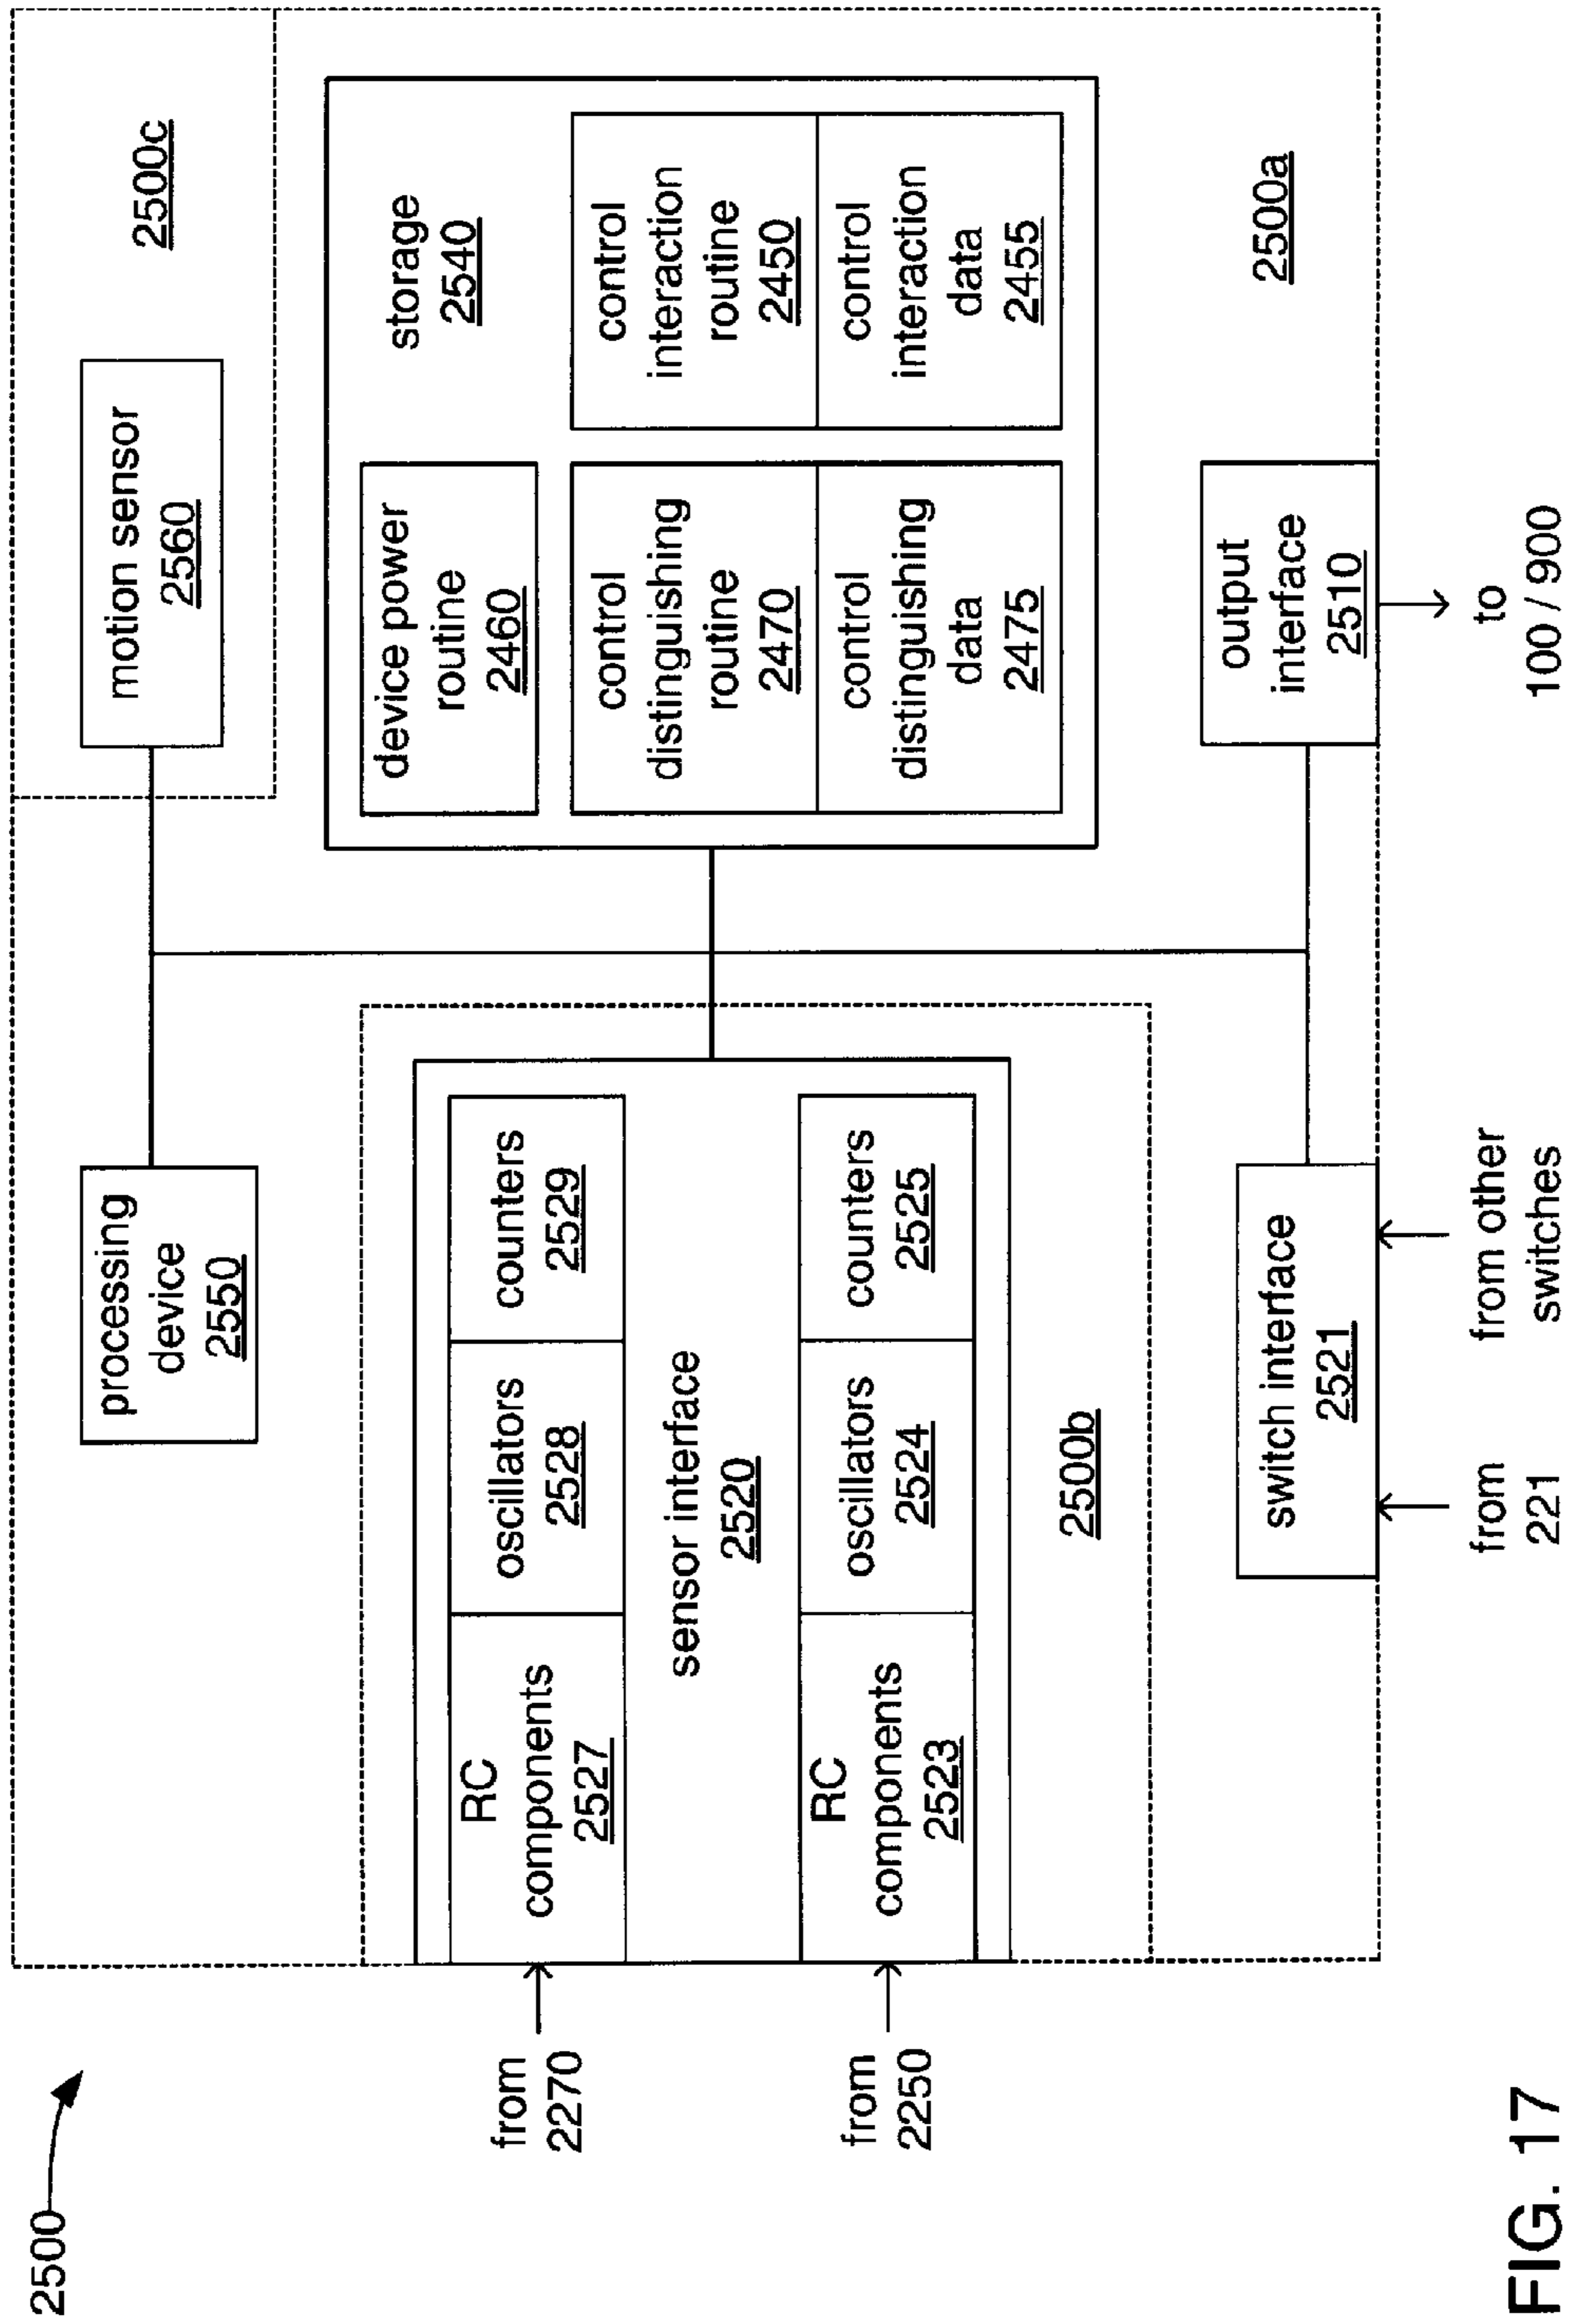 2500
processing
device
2550
motion sensor
2560
2500c
from
2270
RC
components
2527
oscillators
2528
counters
2529
sensor interface
2520
from
2250
RC
components
2523
oscillators
2524
counters
2525
2500b
storage
2540
device power
routine
2460
control
distinguishing
routine
2470
control
distinguishing
data
2475
control
interaction
routine
2450
control
interaction
data
2455
switch interface
2521
output
interface
2510
2500a
from
221
from other
switches
to
100 / 900
FIG. 17